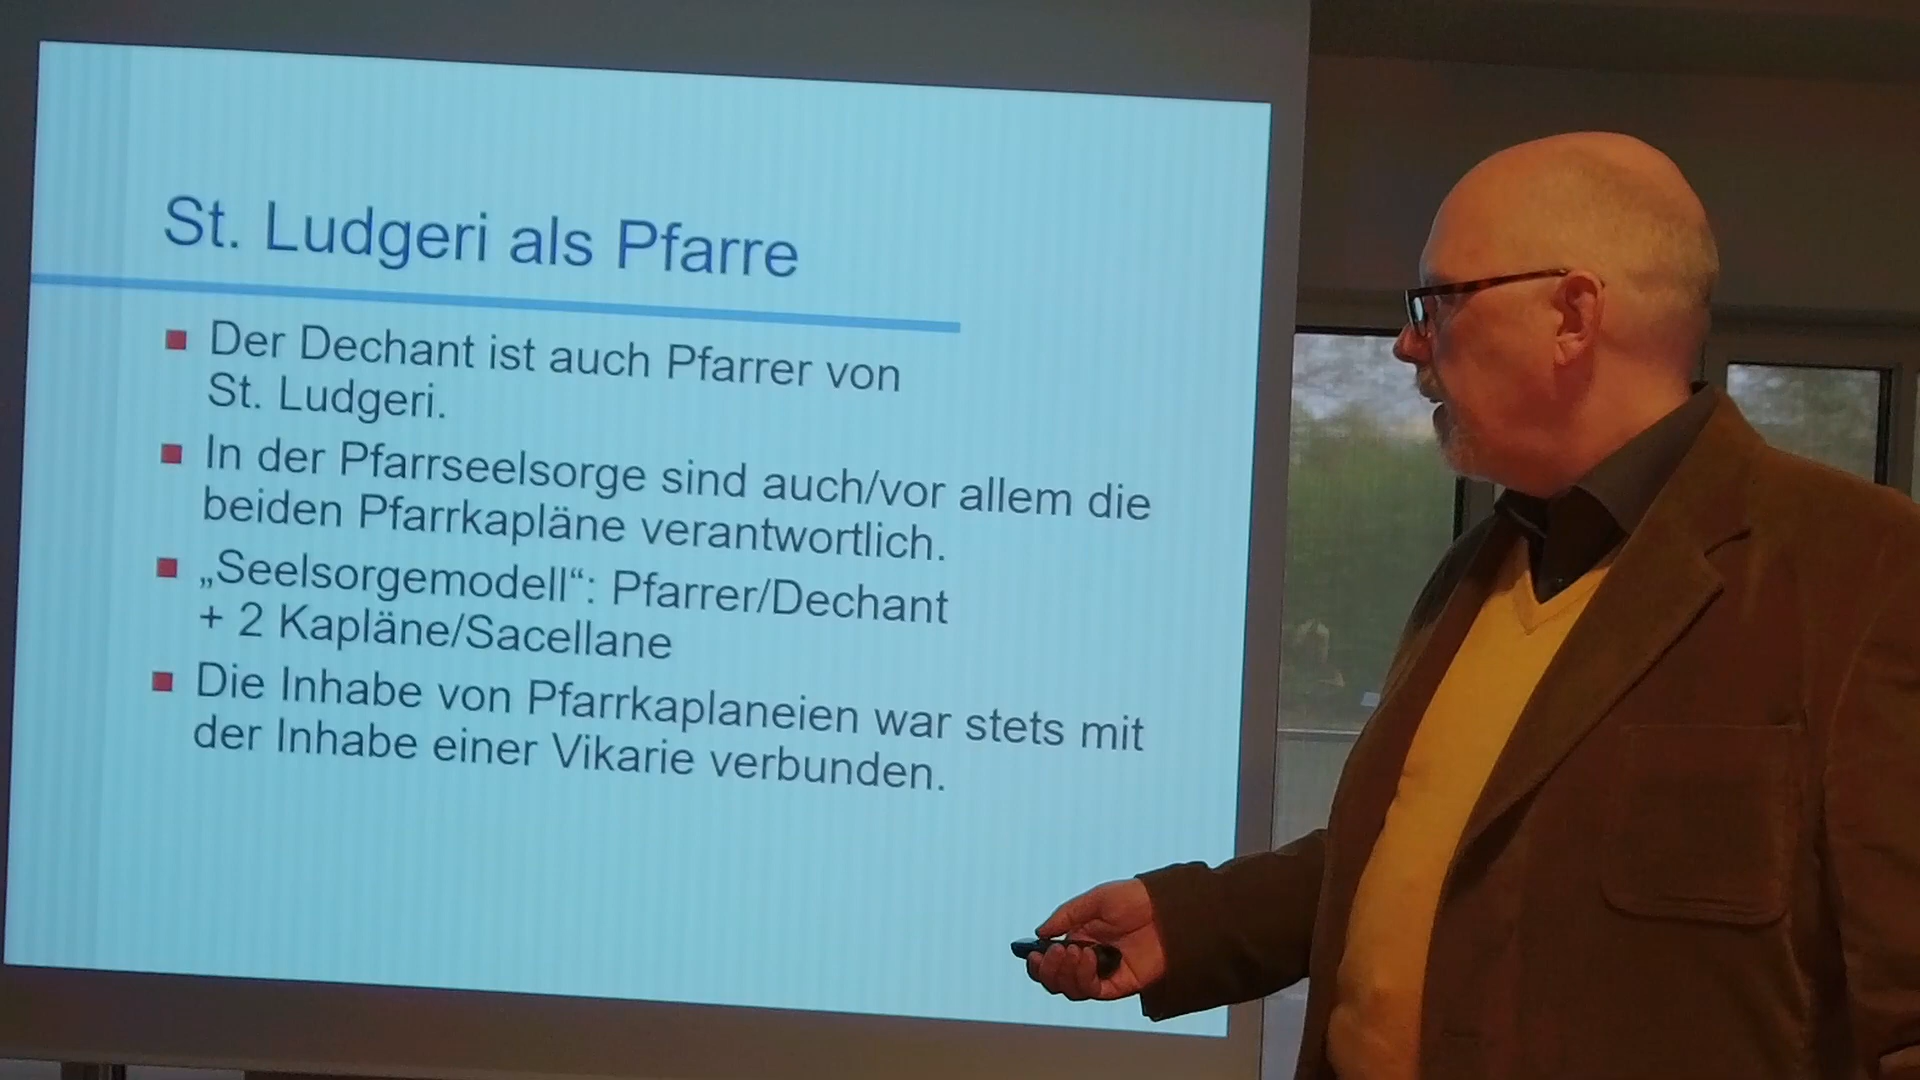 St. Ludgeri als Pfarre
Der Dechant ist auch Pfarrer von
St. Ludgeri.
In der Pfarrseelsorge sind auch/vor allem die
beiden Pfarrkapläne verantwortlich.
„Seelsorgemodell“: Pfarrer/Dechant
+ 2 Kapläne/Sacellane
Die Inhabe von Pfarrkaplaneien war stets mit
der Inhabe einer Vikarie verbunden.